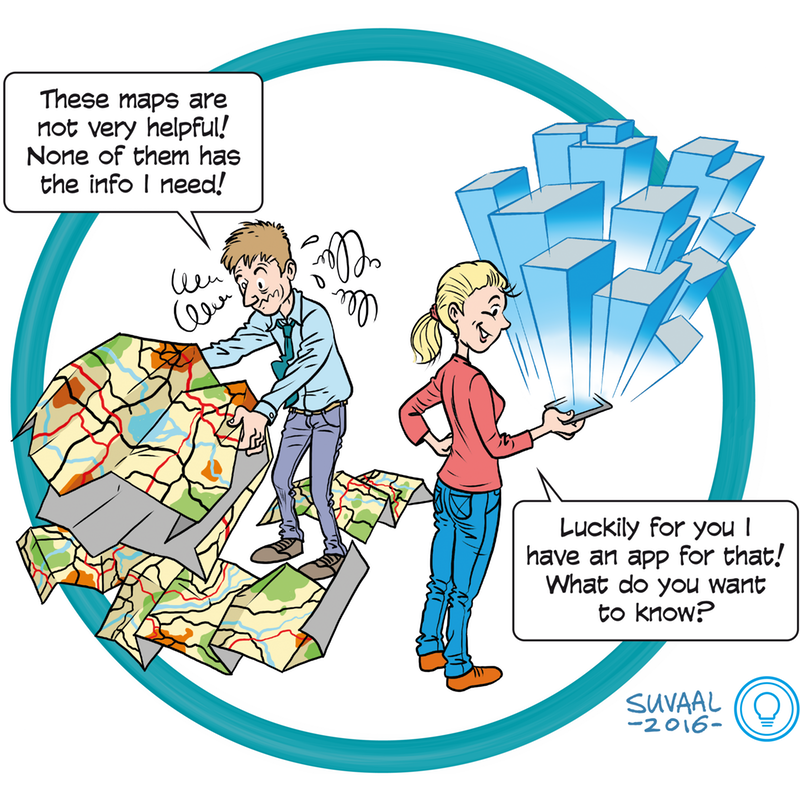 These maps are
not very helpful!
None of them has
the info I need!
Luckily for you I
have an app for that!
What do you want
to know?
SUVAAL
-2016-